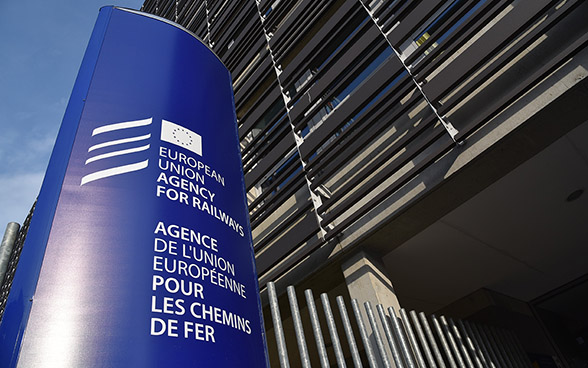 EUROPEAN
UNION
AGENCY
FOR RAILWAYS
AGENCE
DE L'UNION
EUROPÉENNE
POUR
LES CHEMINS
DE FER